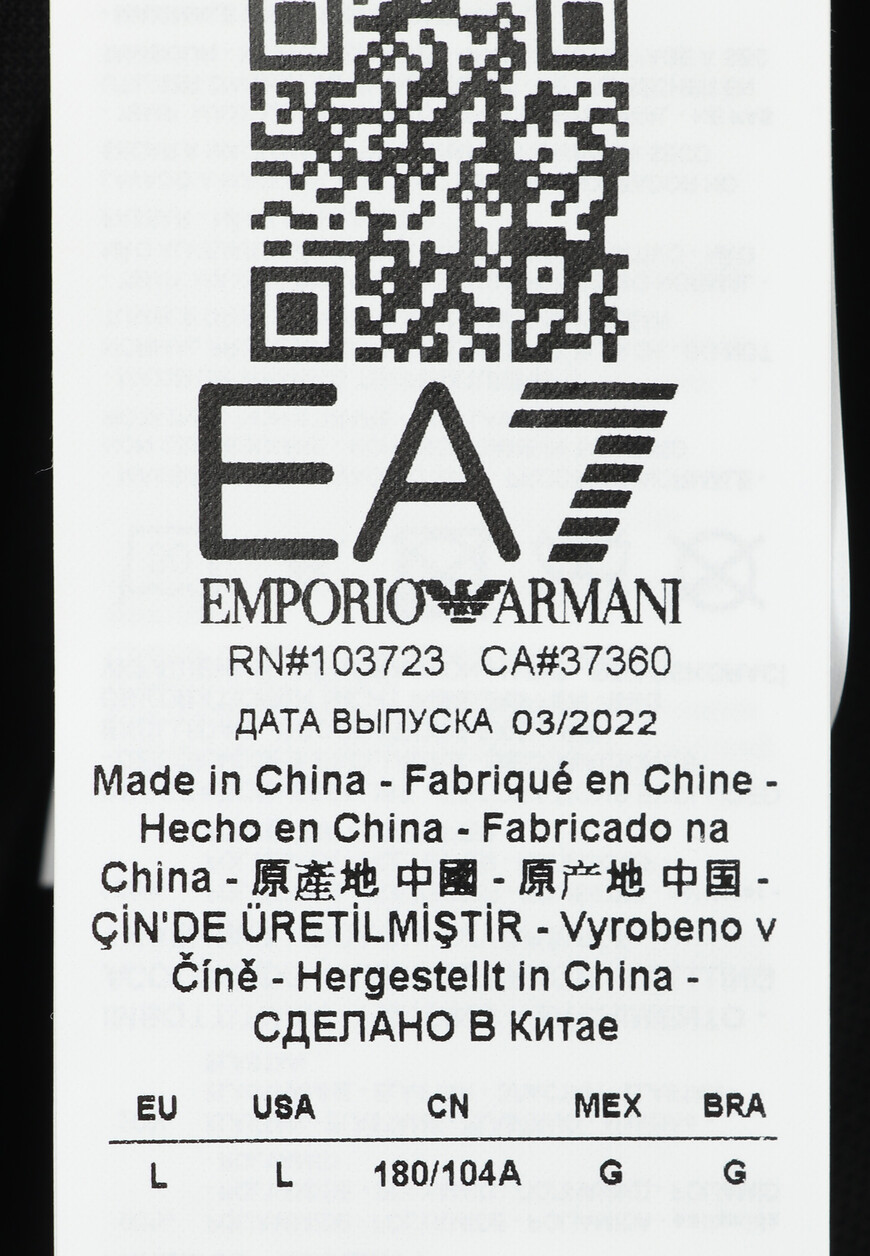 EA7
EMPORIO ARMANI
RN#103723 CA#37360
ДАТА ВЫПУСКА 03/2022
Made in China - Fabriqué en Chine -
Hecho en China - Fabricado na
China - 原產地 中國 - 原产地 中国 -
ÇİN'DE ÜRETİLMİŞTİR - Vyrobeno v
Číně - Hergestellt in China -
СДЕЛАНО В Китае
EU USA CN MEX BRA
L L 180/104A G G